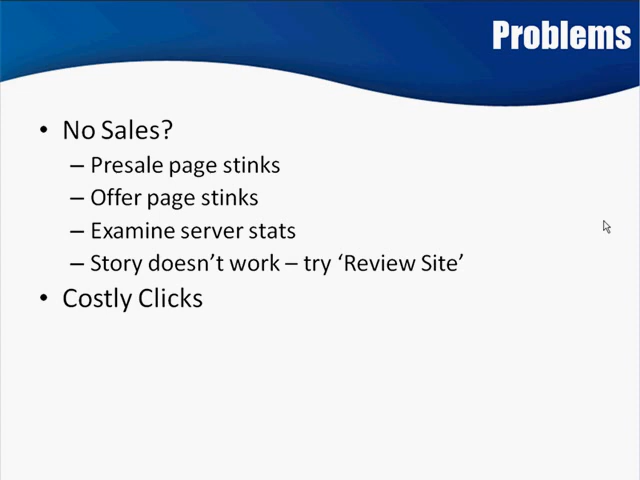 Problems
• No Sales?
– Presale page stinks
– Offer page stinks
– Examine server stats
– Story doesn’t work – try ‘Review Site’
• Costly Clicks